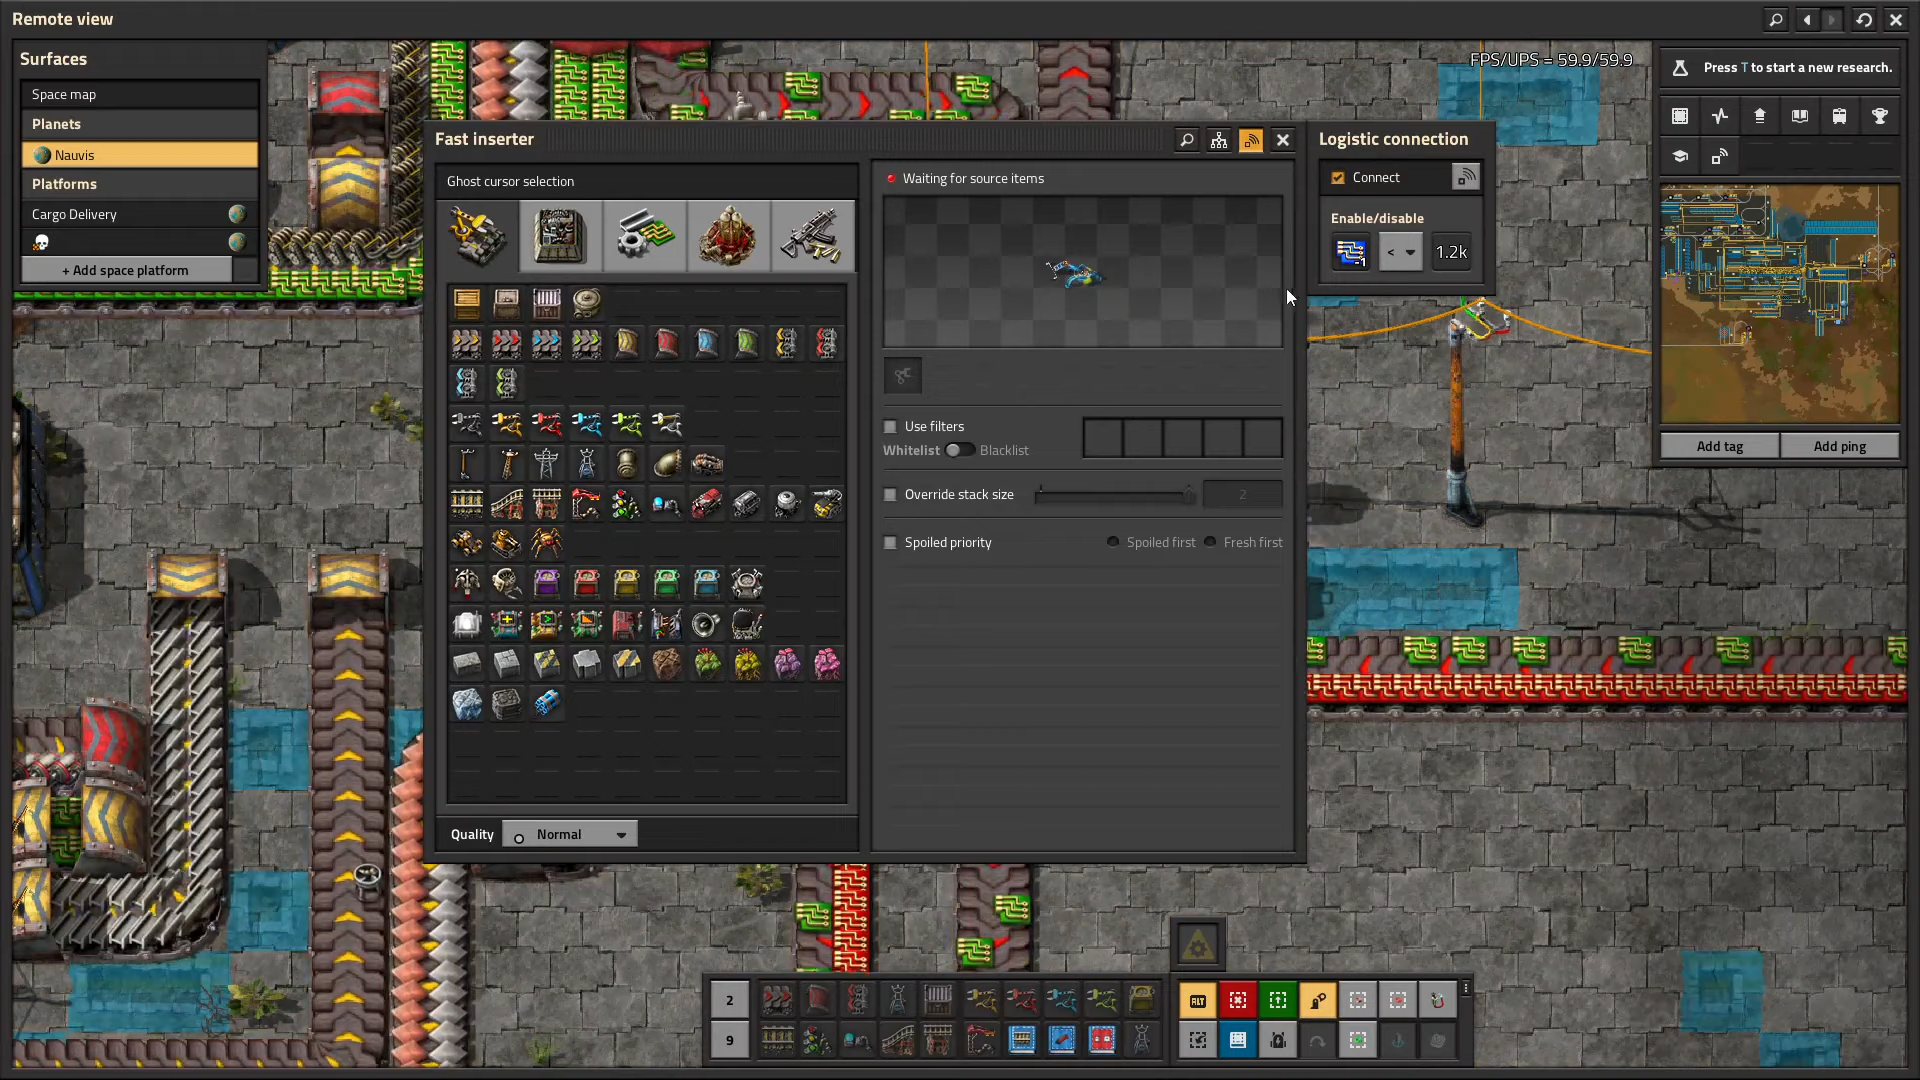 Remote view
Surfaces
Space map
Planets
Nauvis
Platforms
Cargo Delivery
+ Add space platform
FPS/UPS = 59.9/59.9
Press T to start a new research.
Add tag
Add ping
Fast inserter
Ghost cursor selection
Waiting for source items
Use filters
Whitelist
Blacklist
Override stack size
2
Spoiled priority
Spoiled first
Fresh first
Quality
Normal
Logistic connection
Connect
Enable/disable
-1
<
1.2k
2
ALT
9